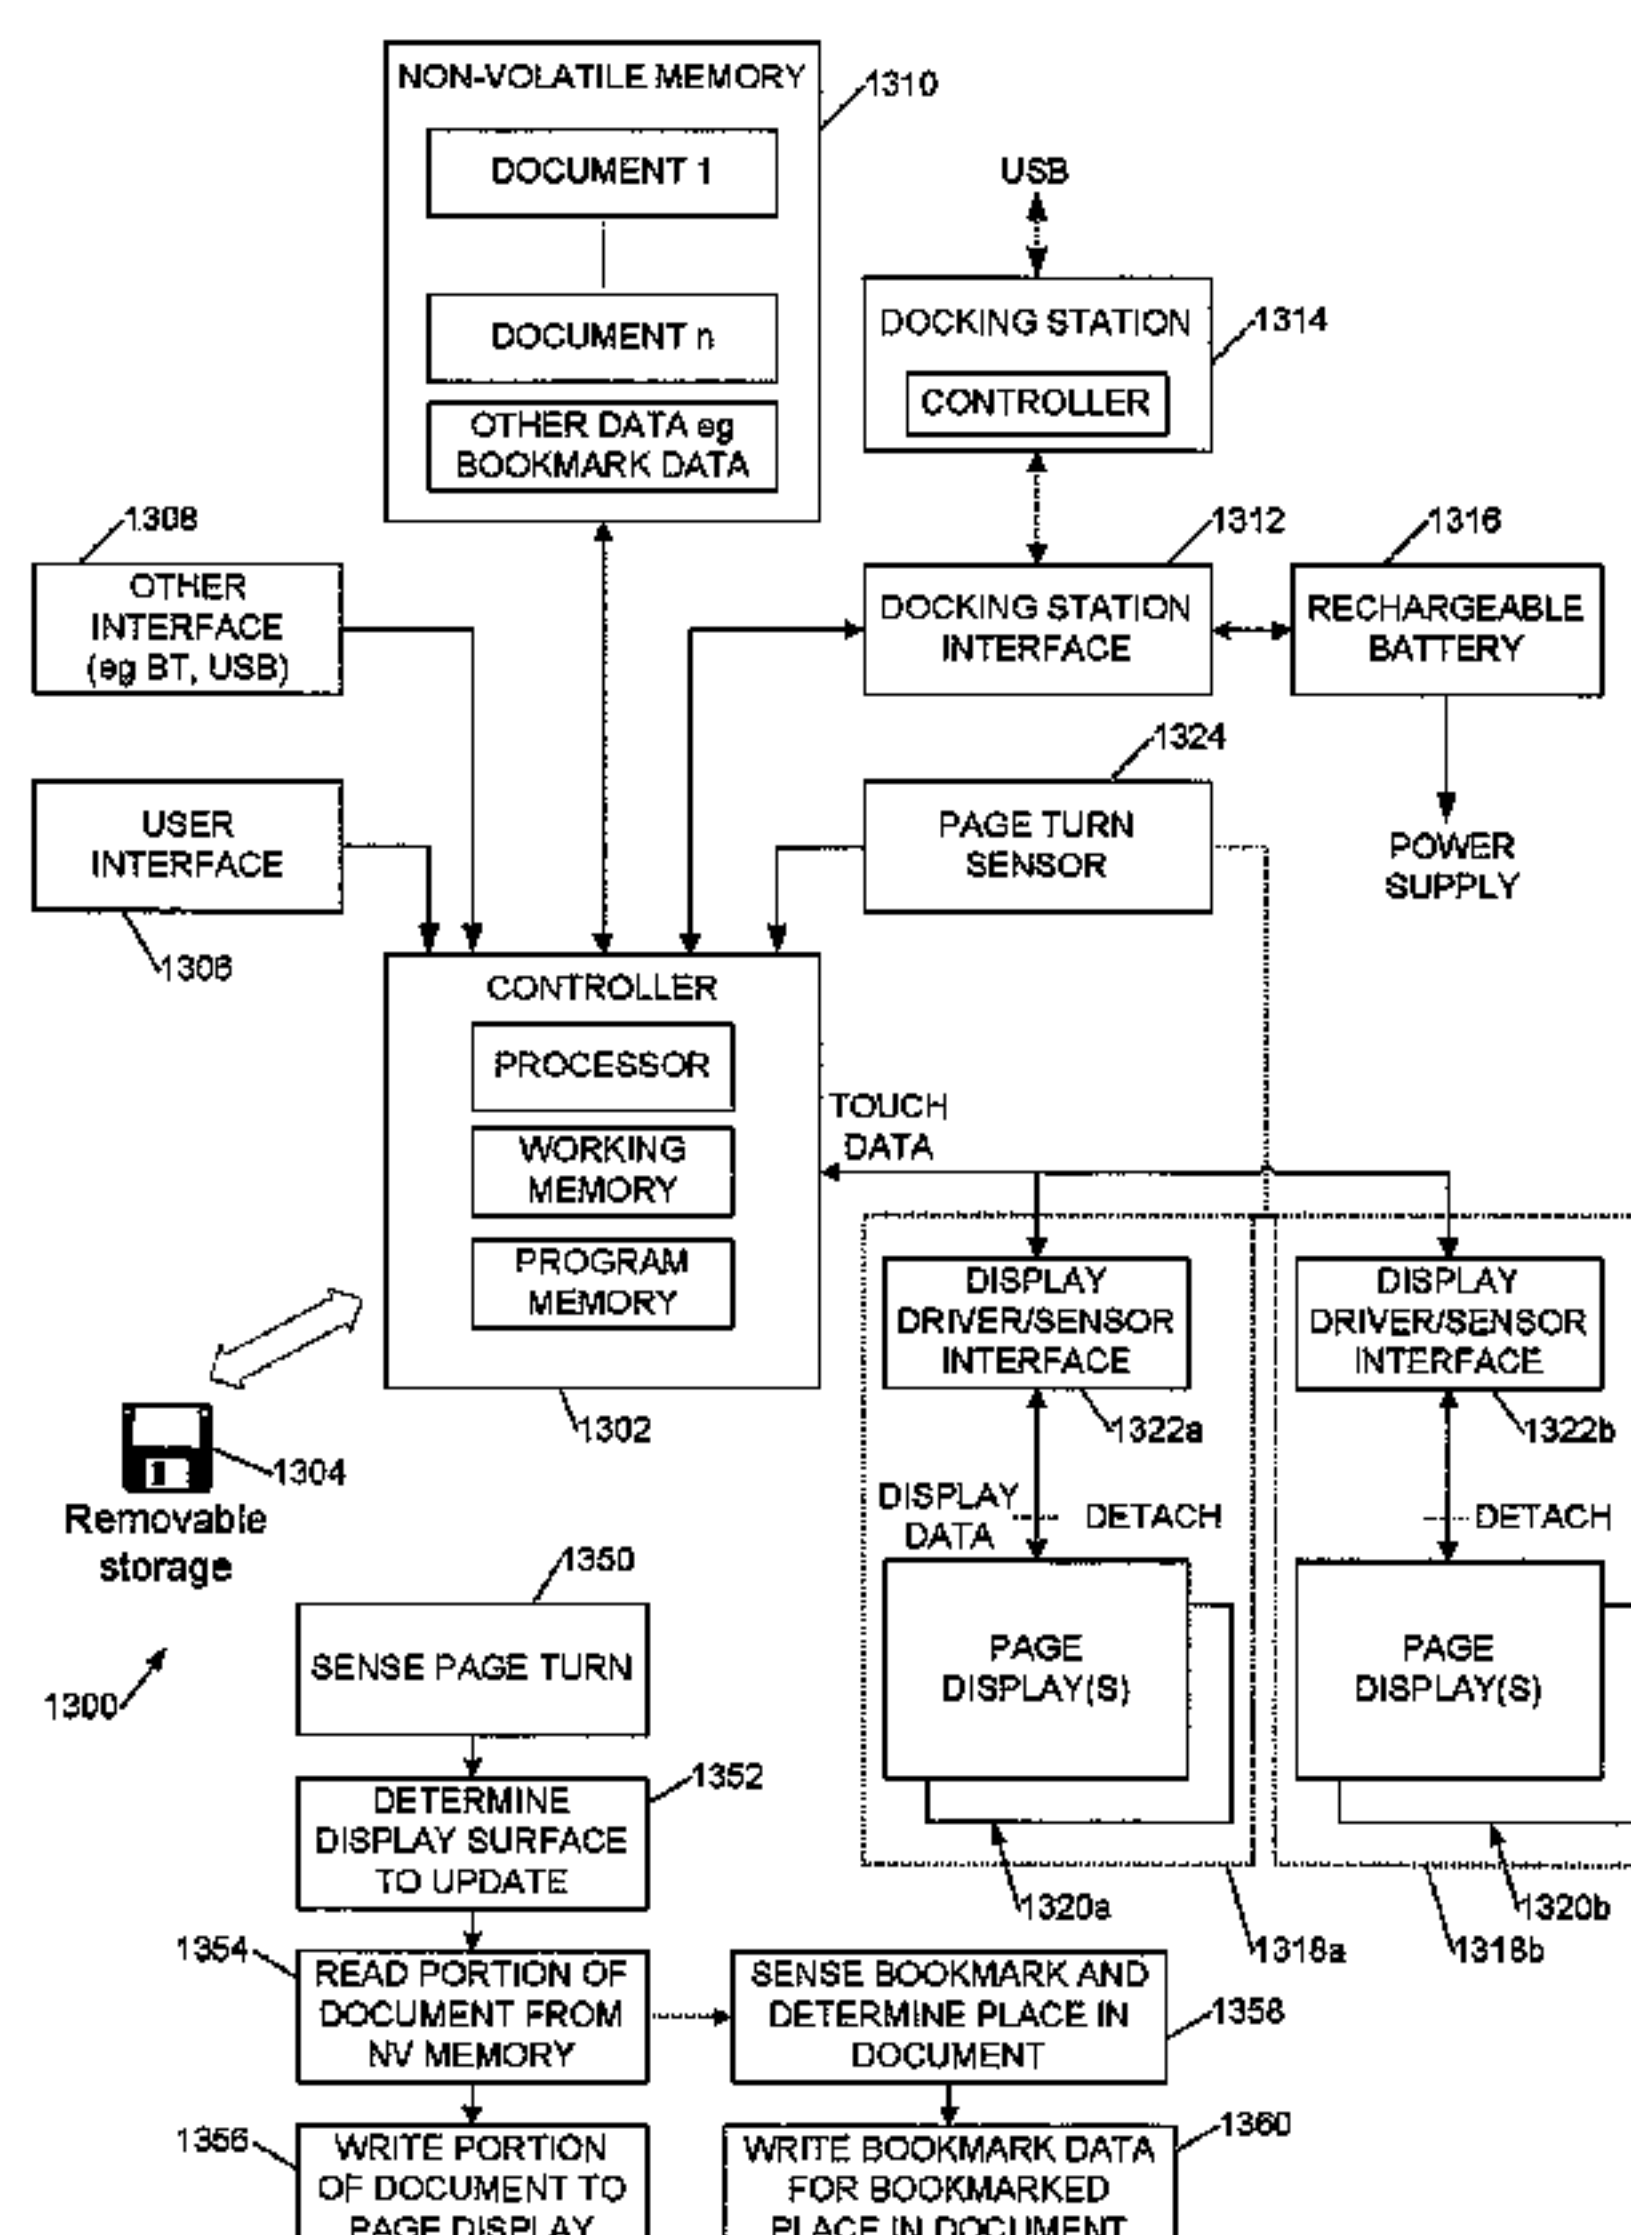 NON-VOLATILE MEMORY
1310
DOCUMENT 1
DOCUMENT n
OTHER DATA eg
BOOKMARK DATA
USB
DOCKING STATION
1314
CONTROLLER
1308
OTHER
INTERFACE
(eg BT, USB)
1312
DOCKING STATION
INTERFACE
1316
RECHARGEABLE
BATTERY
POWER
SUPPLY
1324
PAGE TURN
SENSOR
USER
INTERFACE
1306
CONTROLLER
PROCESSOR
WORKING
MEMORY
PROGRAM
MEMORY
1302
TOUCH
DATA
DISPLAY
DRIVER/SENSOR
INTERFACE
1322a
DISPLAY
DRIVER/SENSOR
INTERFACE
1322b
DISPLAY
DATA
DETACH
DETACH
PAGE
DISPLAY(S)
PAGE
DISPLAY(S)
1320a
1318a
1318b
1320b
1304
Removable
storage
1300
1350
SENSE PAGE TURN
1352
DETERMINE
DISPLAY SURFACE
TO UPDATE
1354
READ PORTION OF
DOCUMENT FROM
NV MEMORY
SENSE BOOKMARK AND
DETERMINE PLACE IN
DOCUMENT
1358
1356
WRITE PORTION
OF DOCUMENT TO
PAGE DISPLAY
1360
WRITE BOOKMARK DATA
FOR BOOKMARKED
PLACE IN DOCUMENT